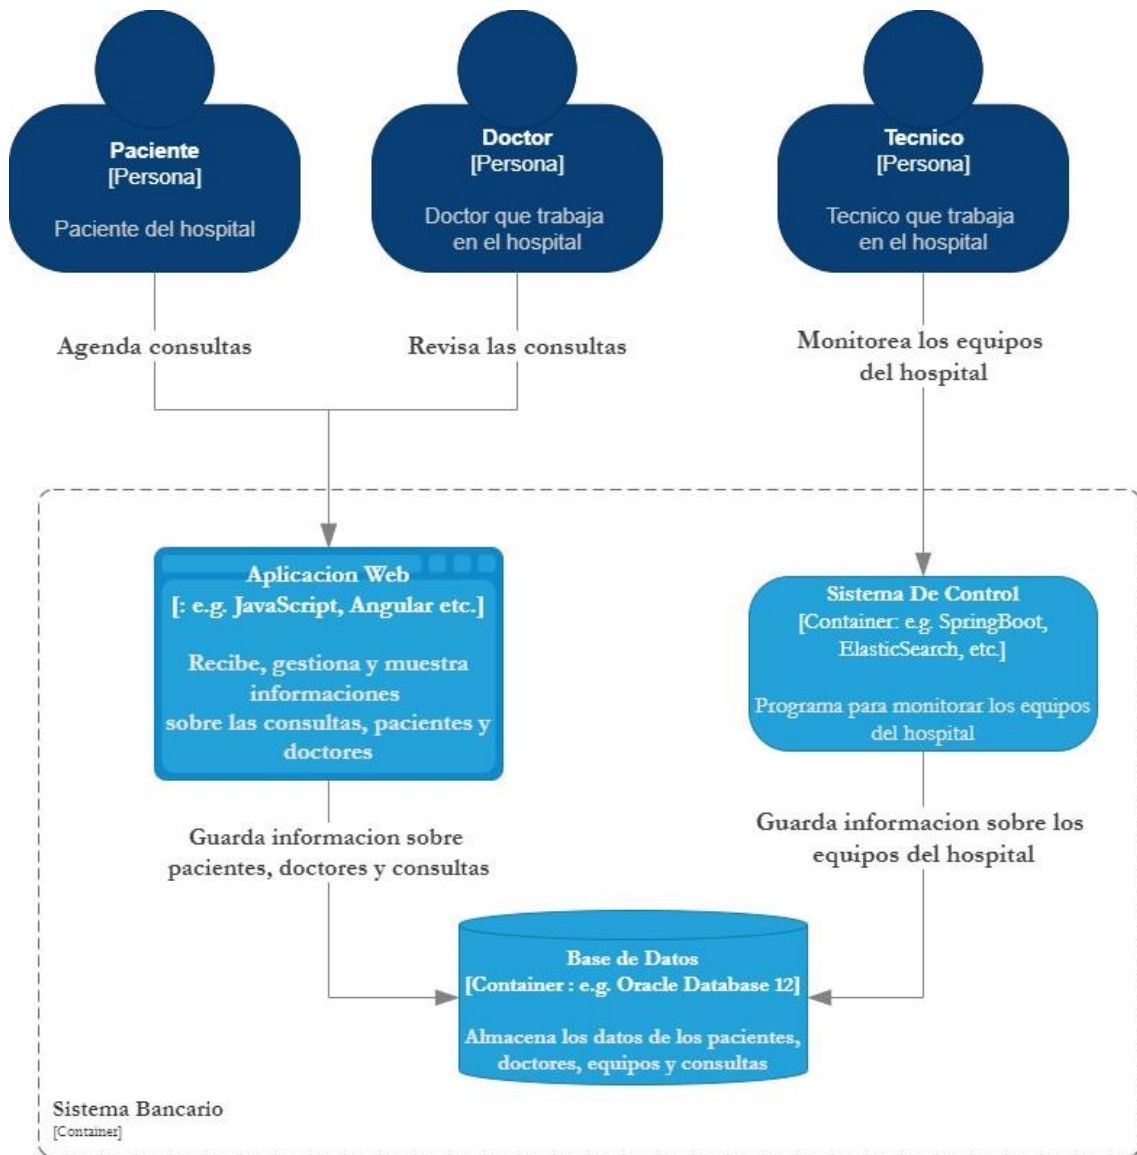 Paciente
[Persona]
Paciente del hospital
Doctor
[Persona]
Doctor que trabaja
en el hospital
Tecnico
[Persona]
Tecnico que trabaja
en el hospital
Agenda consultas
Revisa las consultas
Monitorea los equipos
del hospital
Aplicacion Web
[: e.g. JavaScript, Angular etc.]
Recibe, gestiona y muestra
informaciones
sobre las consultas, pacientes y
doctores
Sistema De Control
[Container: e.g. SpringBoot,
ElasticSearch, etc.]
Programa para monitorar los equipos
del hospital
Guarda informacion sobre
pacientes, doctores y consultas
Guarda informacion sobre los
equipos del hospital
Base de Datos
[Container : e.g. Oracle Database 12]
Almacena los datos de los pacientes,
doctores, equipos y consultas
Sistema Bancario
[Container]